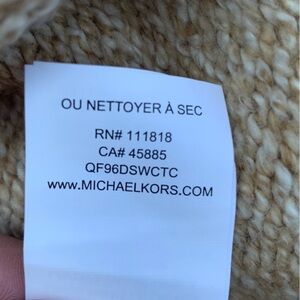 OU NETTOYER À SEC
RN# 111818
CA# 45885
QF96DSWCTC
www.MICHAELKORS.COM